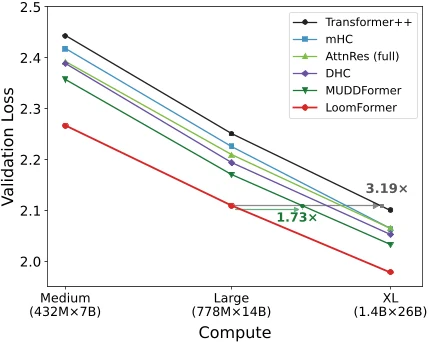 2.5
2.4
2.3
2.2
2.1
2.0
Validation Loss
Transformer++
mHC
AttnRes (full)
DHC
MUDDFormer
LoomFormer
3.19×
1.73×
Medium
(432M×7B)
Large
(778M×14B)
XL
(1.4B×26B)
Compute